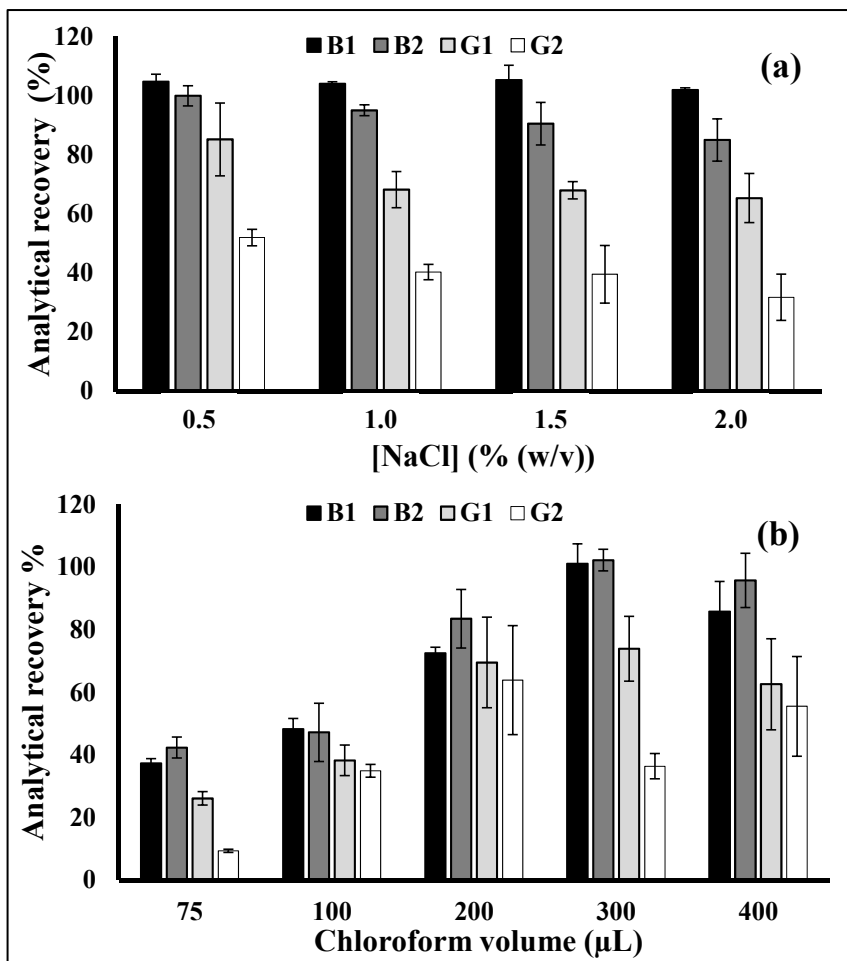 120
B1 B2 G1 G2
(a)
100
80
60
40
20
0
Analytical recovery (%)
0.5 1.0 1.5 2.0
[NaCl] (% (w/v))
120
B1 B2 G1 G2
(b)
100
80
60
40
20
0
Analytical recovery %
75 100 200 300 400
Chloroform volume (µL)